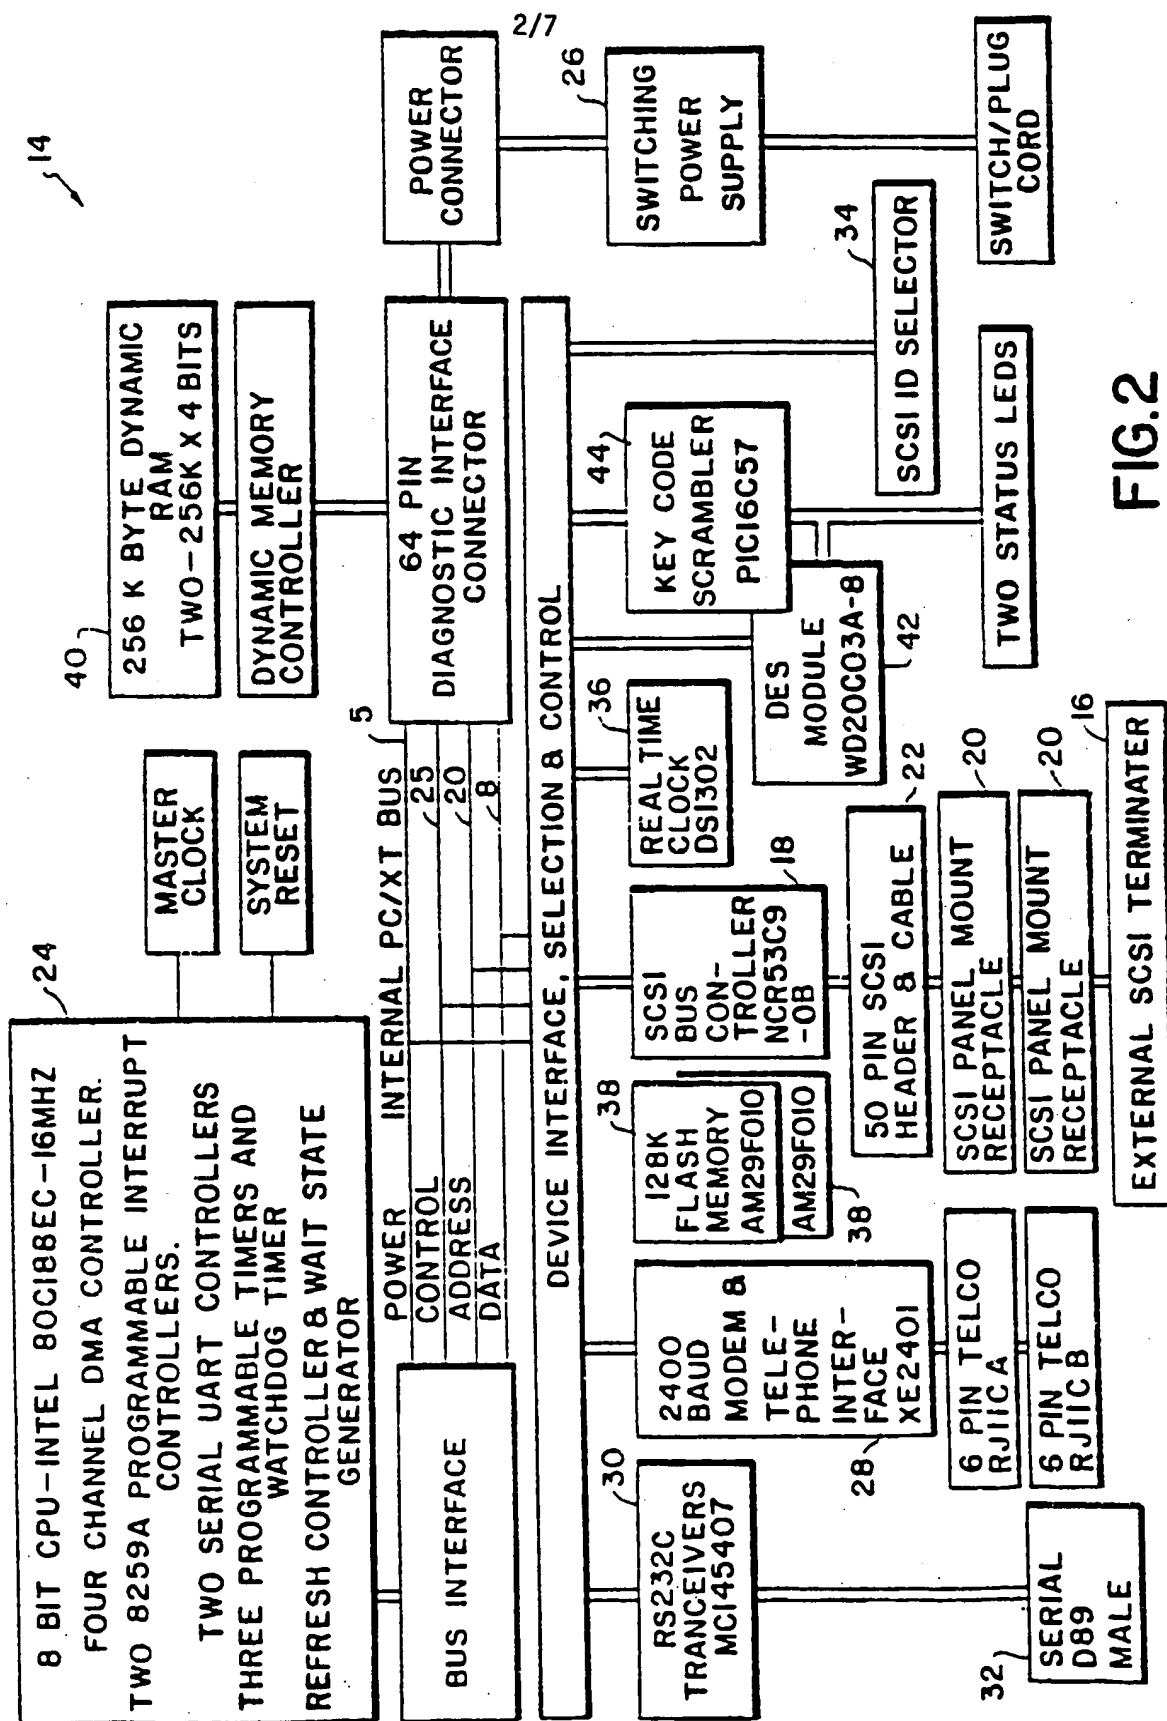 2/7
14
24
8 BIT CPU-INTEL 80C188EC-16MHZ
FOUR CHANNEL DMA CONTROLLER.
TWO 8259A PROGRAMMABLE INTERRUPT
CONTROLLERS.
TWO SERIAL UART CONTROLLERS
THREE PROGRAMMABLE TIMERS AND
WATCHDOG TIMER
REFRESH CONTROLLER & WAIT STATE
GENERATOR
MASTER
CLOCK
SYSTEM
RESET
40
256 K BYTE DYNAMIC
RAM
TWO-256K X 4 BITS
DYNAMIC MEMORY
CONTROLLER
BUS INTERFACE
POWER
CONTROL
ADDRESS
DATA
INTERNAL PC/XT BUS
5
25
20
8
64 PIN
DIAGNOSTIC INTERFACE
CONNECTOR
POWER
CONNECTOR
DEVICE INTERFACE, SELECTION & CONTROL
26
SWITCHING
POWER
SUPPLY
SWITCH/PLUG
CORD
30
RS232C
TRANCEIVERS
MC145407
32
SERIAL
D89
MALE
2400
BAUD
MODEM &
TELE-
PHONE
INTER-
FACE
XE2401
28
6 PIN TELCO
RJ11C A
6 PIN TELCO
RJ11C B
38
128K
FLASH
MEMORY
AM29F010
AM29F010
38
SCSI
BUS
CON-
TROLLER
NCR53C9
-0B
18
50 PIN SCSI
HEADER & CABLE
22
SCSI PANEL MOUNT
RECEPTACLE
20
SCSI PANEL MOUNT
RECEPTACLE
20
EXTERNAL SCSI TERMINATER
16
36
REAL TIME
CLOCK
DS1302
44
KEY CODE
SCRAMBLER
PIC16C57
DES
MODULE
WD20C03A-8
42
TWO STATUS LEDS
34
SCSI ID SELECTOR
FIG.2